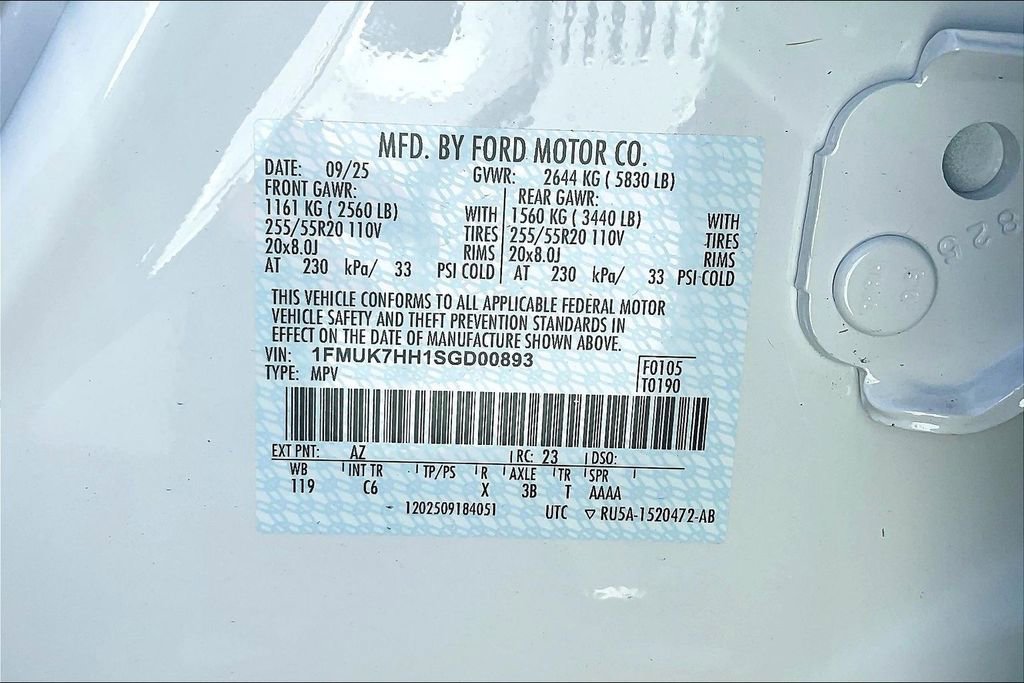 MFD. BY FORD MOTOR CO.
DATE: 09/25 GVWR: 2644 KG ( 5830 LB)
FRONT GAWR: REAR GAWR:
1161 KG ( 2560 LB) WITH 1560 KG ( 3440 LB) WITH
255/55R20 110V TIRES 255/55R20 110V TIRES
20x8.0J RIMS 20x8.0J RIMS
AT 230 kPa/ 33 PSI COLD AT 230 kPa/ 33 PSI COLD
THIS VEHICLE CONFORMS TO ALL APPLICABLE FEDERAL MOTOR
VEHICLE SAFETY AND THEFT PREVENTION STANDARDS IN
EFFECT ON THE DATE OF MANUFACTURE SHOWN ABOVE.
VIN: 1FMUK7HH1SGD00893 F0105
TYPE: MPV T0190
EXT PNT: AZ RC: 23 DSO:
WB INT TR TP/PS R AXLE TR SPR
119 C6 X 3B T AAAA
1202509184051 UTC ▽ RU5A-1520472-AB
825